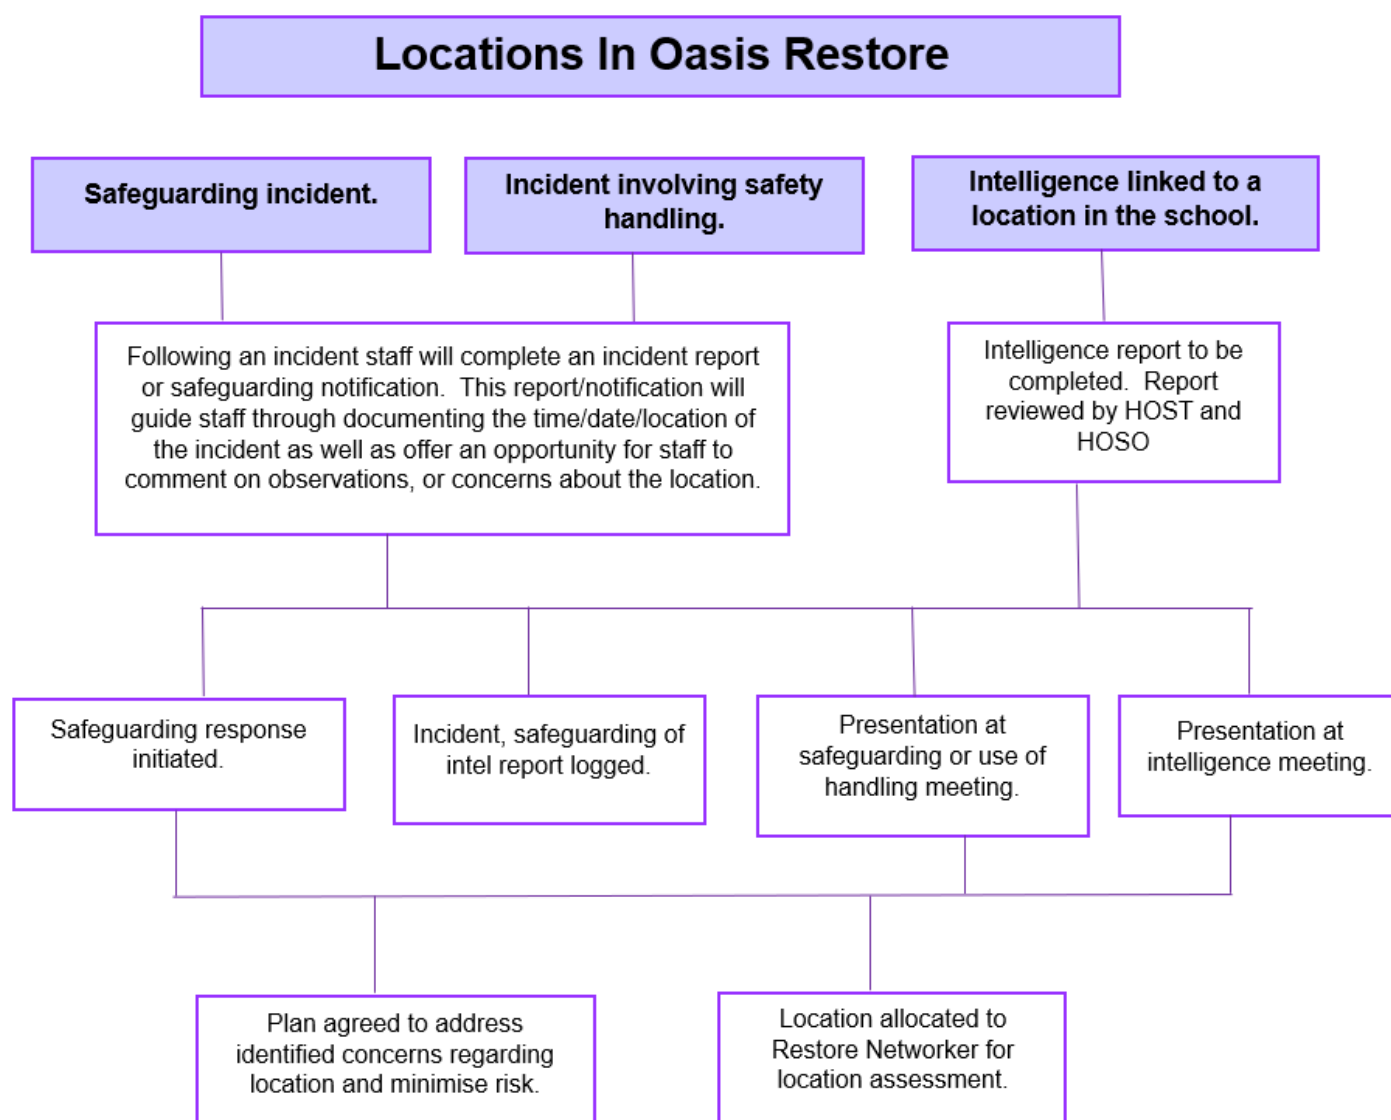 Locations In Oasis Restore
Safeguarding incident.
Incident involving safety
handling.
Intelligence linked to a
location in the school.
Following an incident staff will complete an incident report
or safeguarding notification.  This report/notification will
guide staff through documenting the time/date/location of
the incident as well as offer an opportunity for staff to
comment on observations, or concerns about the location.
Intelligence report to be
completed.  Report
reviewed by HOST and
HOSO
Safeguarding response
initiated.
Incident, safeguarding of
intel report logged.
Presentation at
safeguarding or use of
handling meeting.
Presentation at
intelligence meeting.
Plan agreed to address
identified concerns regarding
location and minimise risk.
Location allocated to
Restore Networker for
location assessment.